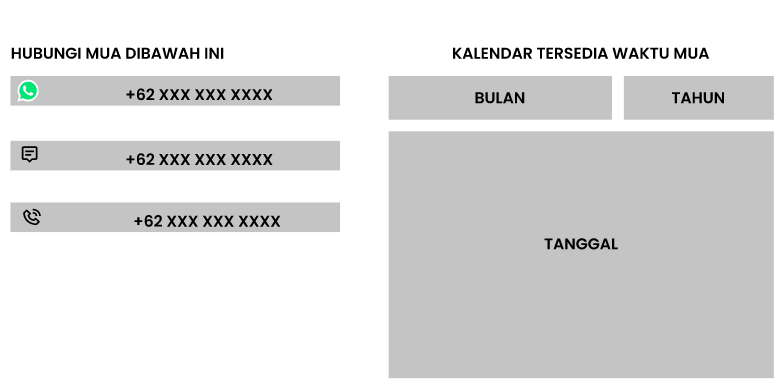 HUBUNGI MUA DIBAWAH INI
+62 XXX XXX XXXX
+62 XXX XXX XXXX
+62 XXX XXX XXXX
KALENDAR TERSEDIA WAKTU MUA
BULAN
TAHUN
TANGGAL